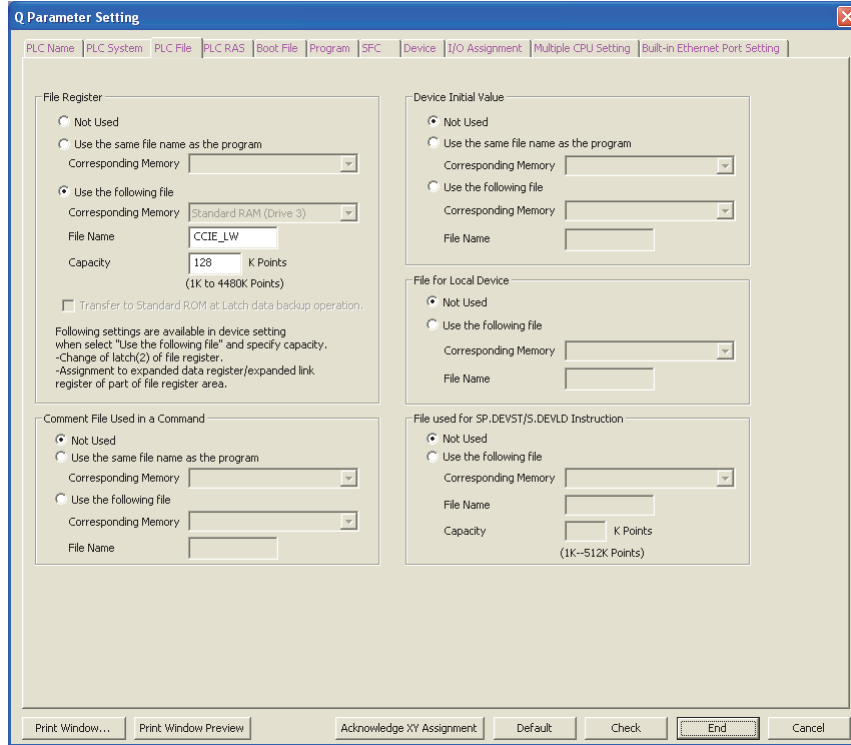 Q Parameter Setting
PLC Name PLC System PLC File PLC RAS Boot File Program SFC Device I/O Assignment Multiple CPU Setting Built-in Ethernet Port Setting
File Register
Not Used
Use the same file name as the program
Corresponding Memory
Use the following file
Corresponding Memory Standard RAM (Drive 3)
File Name CCIE_LW
Capacity 128 K Points
(1K to 4480K Points)
Transfer to Standard ROM at Latch data backup operation.
Following settings are available in device setting
when select "Use the following file" and specify capacity.
-Change of latch(2) of file register.
-Assignment to expanded data register/expanded link
register of part of file register area.
Comment File Used in a Command
Not Used
Use the same file name as the program
Corresponding Memory
Use the following file
Corresponding Memory
File Name
Device Initial Value
Not Used
Use the same file name as the program
Corresponding Memory
Use the following file
Corresponding Memory
File Name
File for Local Device
Not Used
Use the following file
Corresponding Memory
File Name
File used for SP.DEVST/S.DEVLD Instruction
Not Used
Use the following file
Corresponding Memory
File Name
Capacity K Points
(1K--512K Points)
Print Window... Print Window Preview Acknowledge XY Assignment Default Check End Cancel